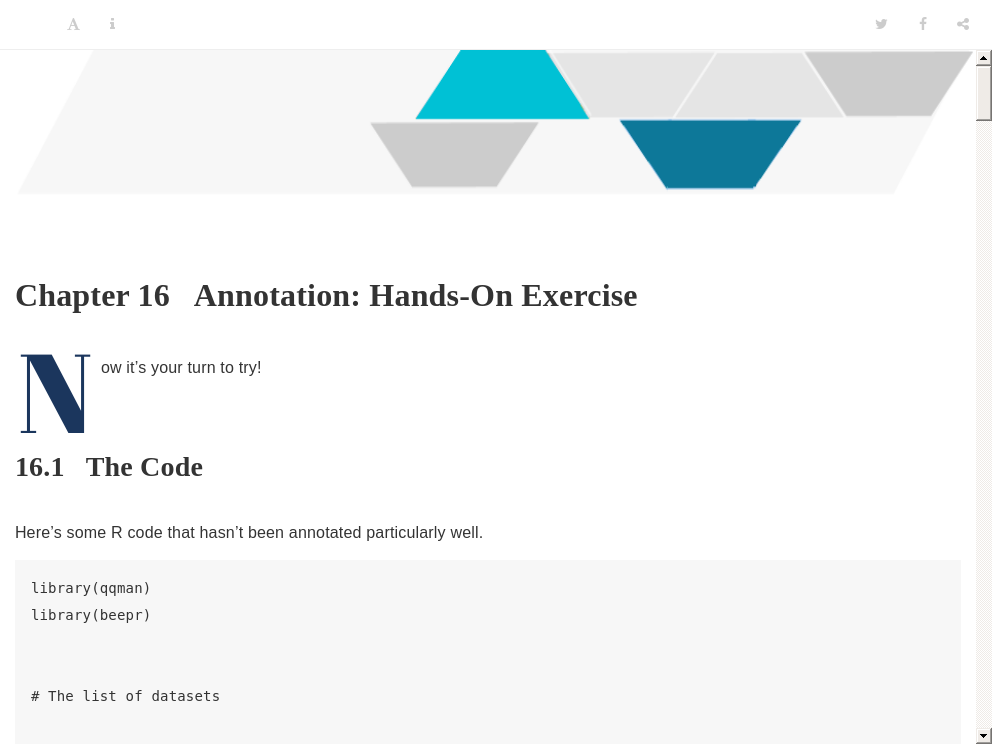 Chapter 16 Annotation: Hands-On Exercise
Now it’s your turn to try!
16.1 The Code
Here’s some R code that hasn’t been annotated particularly well.
library(qqman)
library(beepr)
# The list of datasets